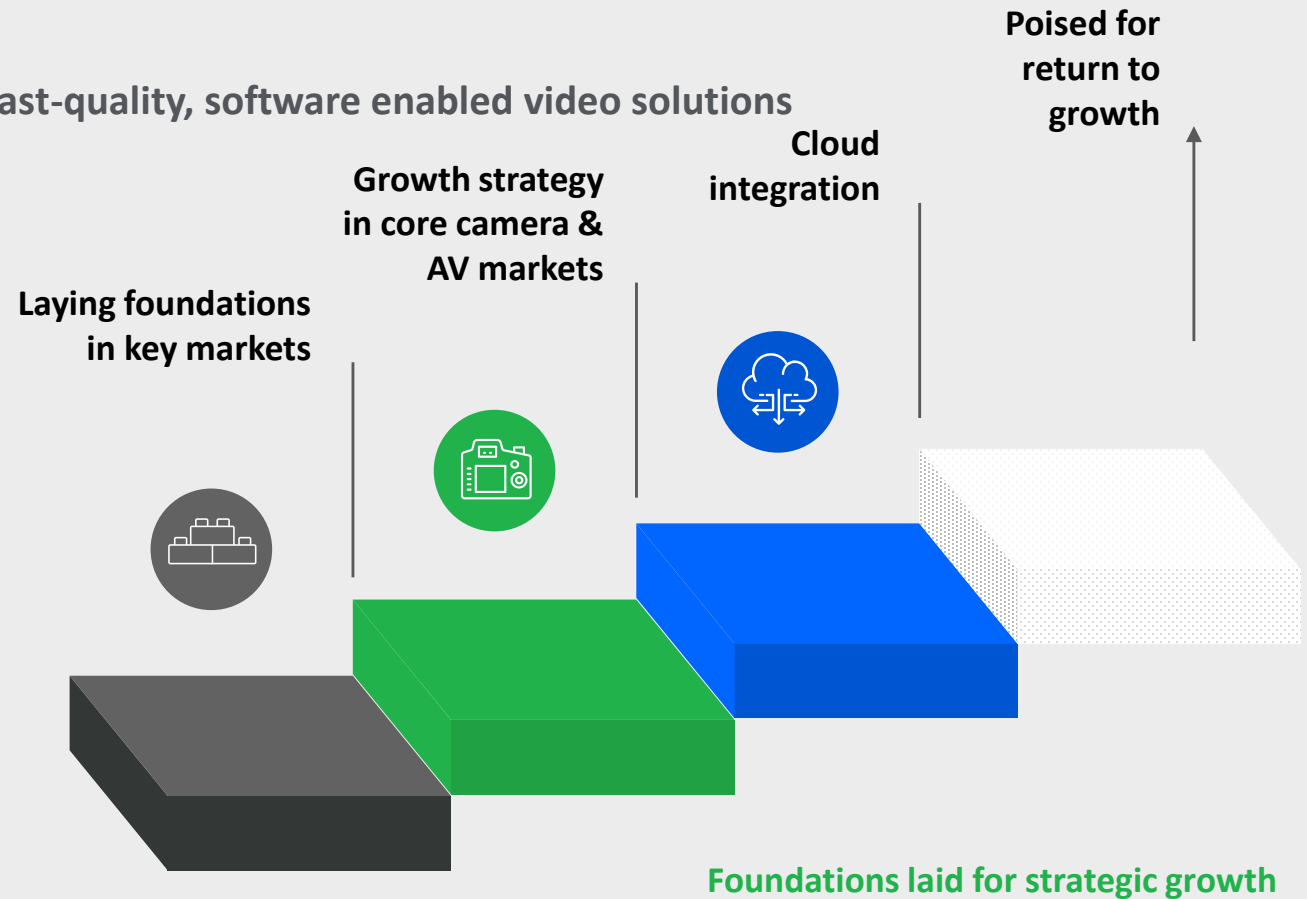 ast-quality, software enabled video solutions
Poised for
return to
growth
Cloud
integration
Growth strategy
in core camera &
AV markets
Laying foundations
in key markets
Foundations laid for strategic growth